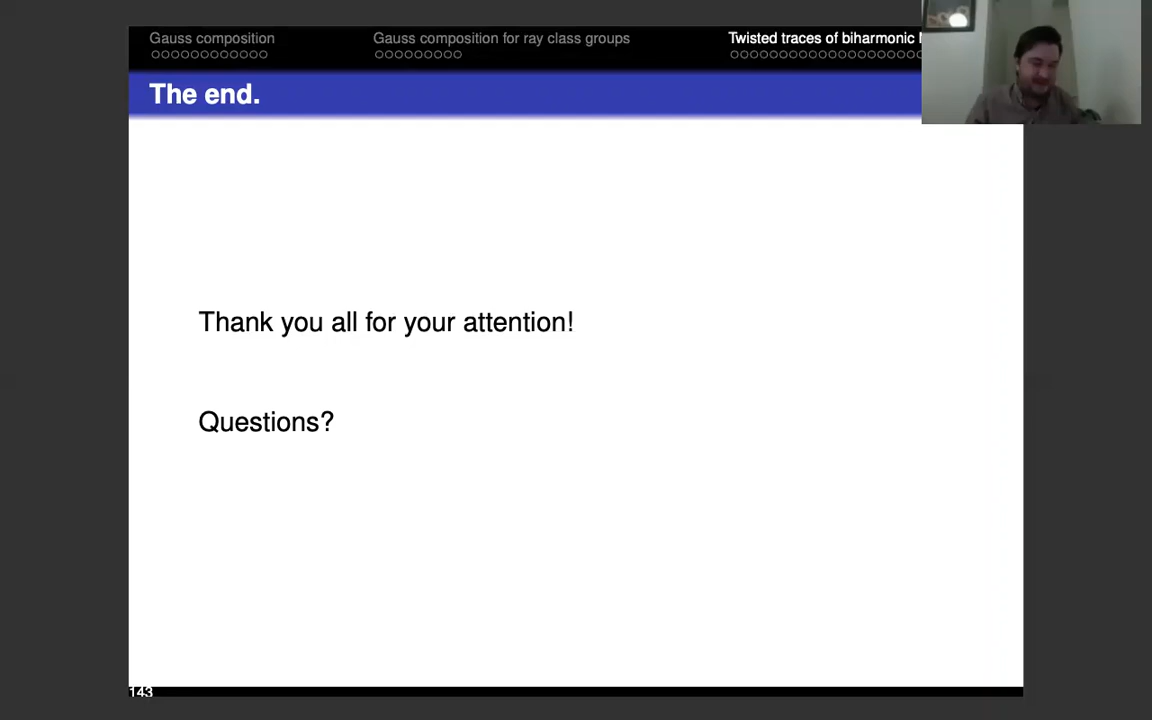 Gauss composition
Gauss composition for ray class groups
Twisted traces of biharmonic
The end.
Thank you all for your attention!
Questions?
143